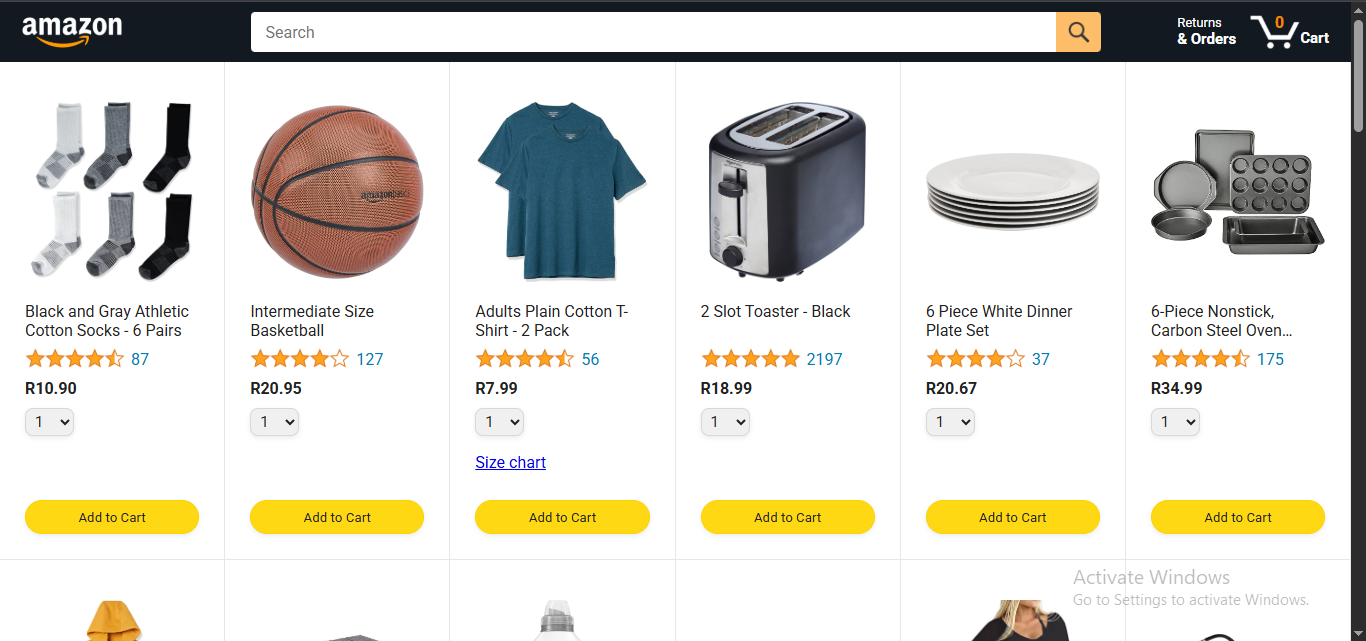 amazon
Search
Returns
& Orders
0
Cart
amazonbasics
Black and Gray Athletic
Cotton Socks - 6 Pairs
87
R10.90
1
Add to Cart
Intermediate Size
Basketball
127
R20.95
1
Add to Cart
Adults Plain Cotton T-
Shirt - 2 Pack
56
R7.99
1
Size chart
Add to Cart
2 Slot Toaster - Black
2197
R18.99
1
Add to Cart
6 Piece White Dinner
Plate Set
37
R20.67
1
Add to Cart
6-Piece Nonstick,
Carbon Steel Oven...
175
R34.99
1
Add to Cart
Activate Windows
Go to Settings to activate Windows.